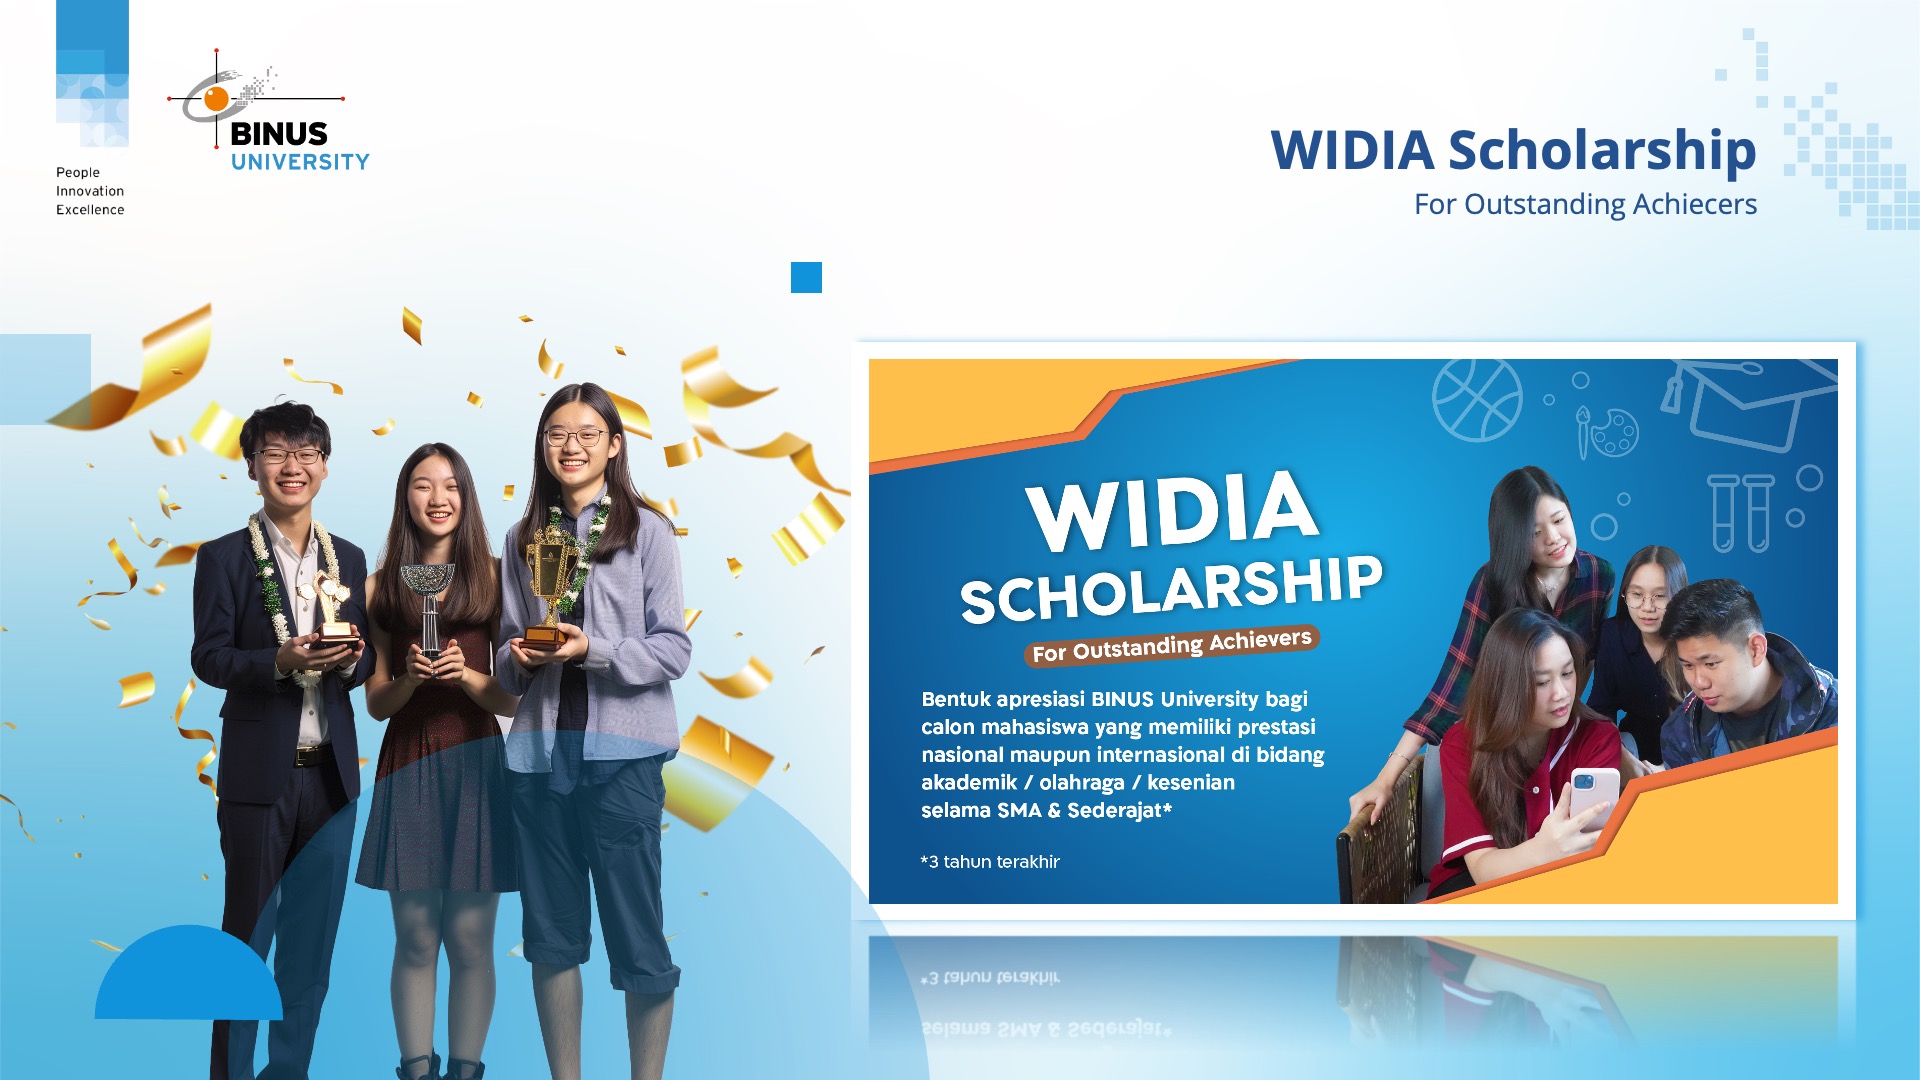 People
Innovation
Excellence
BINUS
UNIVERSITY
WIDIA Scholarship
For Outstanding Achiecers
WIDIA
SCHOLARSHIP
For Outstanding Achievers
Bentuk apresiasi BINUS University bagi
calon mahasiswa yang memiliki prestasi
nasional maupun internasional di bidang
akademik / olahraga / kesenian
selama SMA & Sederajat*
*3 tahun terakhir